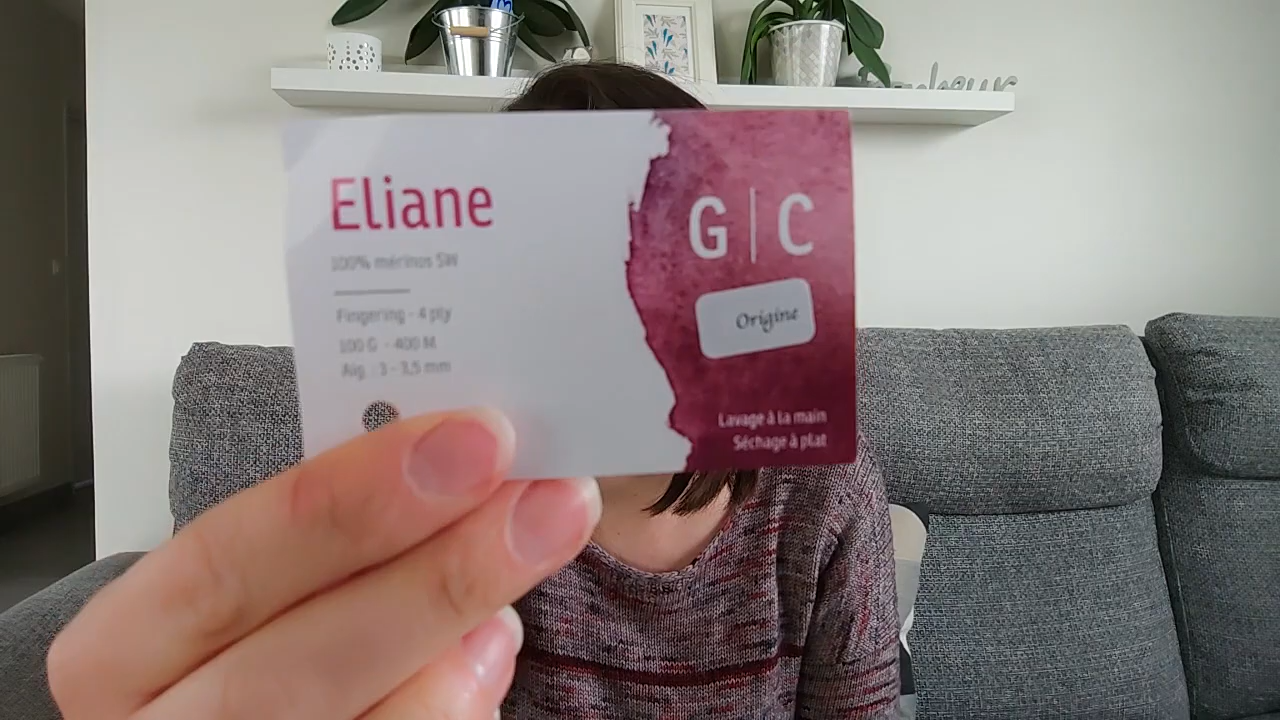 Eliane
100% mérinos SW
Fingering - 4 ply
100 G - 400 M
Aig. : 3 - 3,5 mm
G | C
Origine
Lavage à la main
Séchage à plat